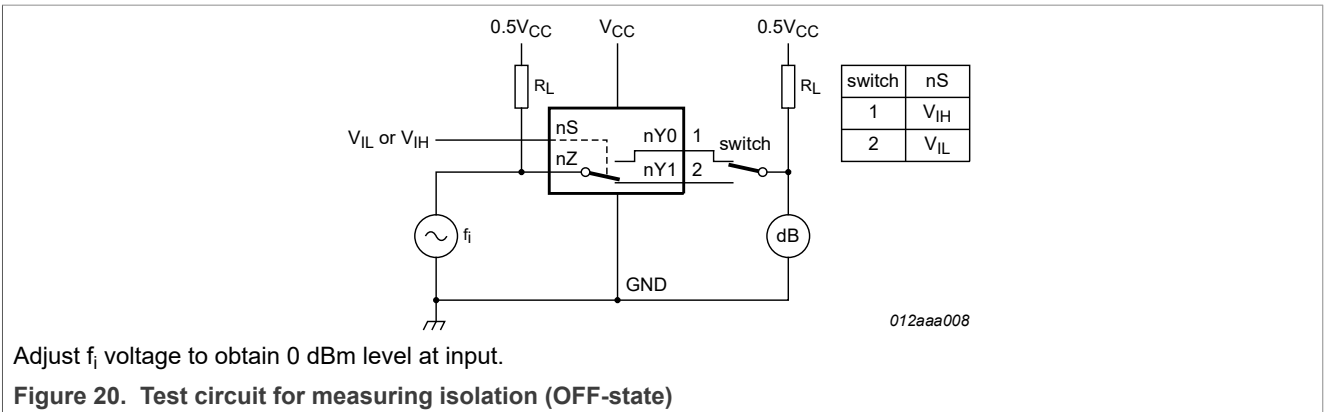 0.5VCC VCC 0.5VCC
RL RL
switch nS
1 VIH
2 VIL
VIL or VIH
nS nY0 1 switch
nZ nY1 2
fi dB
GND
012aaa008
Adjust fi voltage to obtain 0 dBm level at input.
Figure 20. Test circuit for measuring isolation (OFF-state)